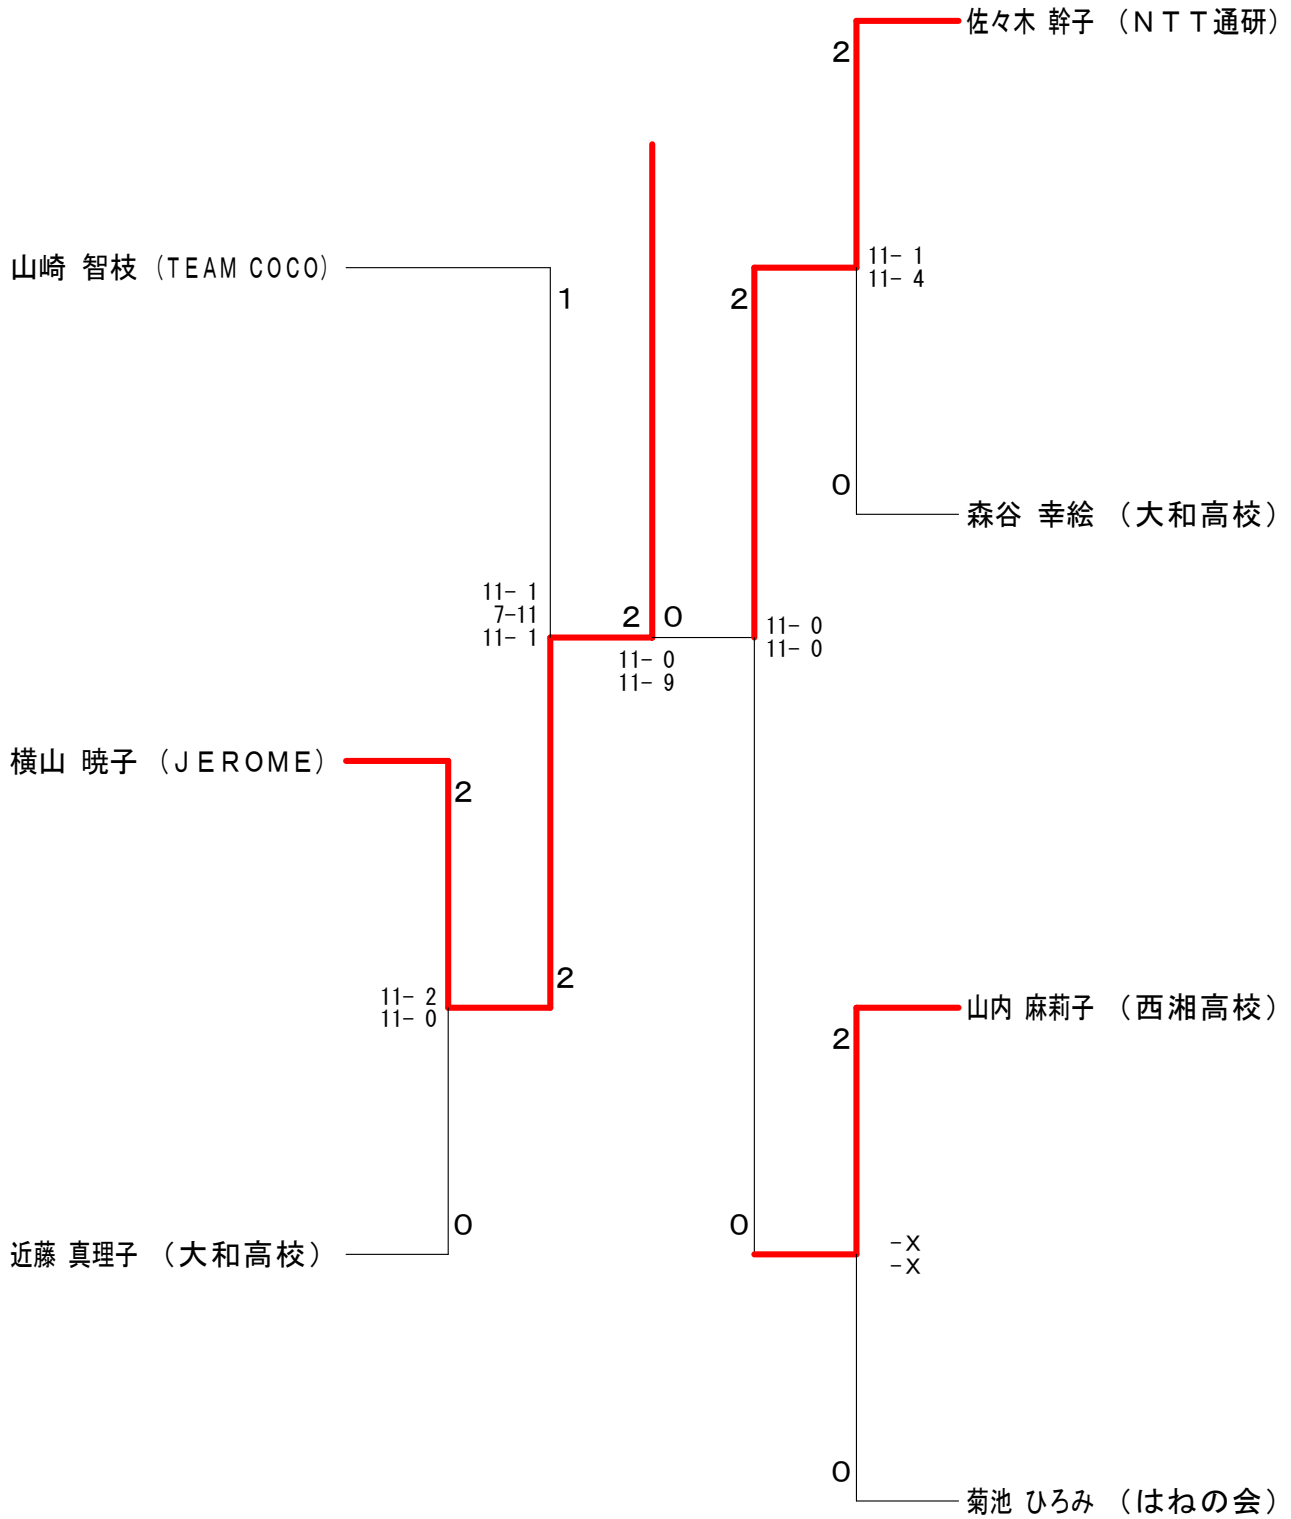 佐々木 幹子 （ＮＴＴ通研）
2
山崎 智枝 (TEAM COCO)
1
2
11- 1
11- 4
0
森谷 幸絵 （大和高校）
11- 1
7-11
11- 1
2 0
11- 0
11- 9
11- 0
11- 0
横山 暁子 （ＪＥＲＯＭＥ）
2
2
11- 2
11- 0
山内 麻莉子 （西湘高校）
2
近藤 真理子 （大和高校）
0
0
-X
-X
0
菊池 ひろみ （はねの会）